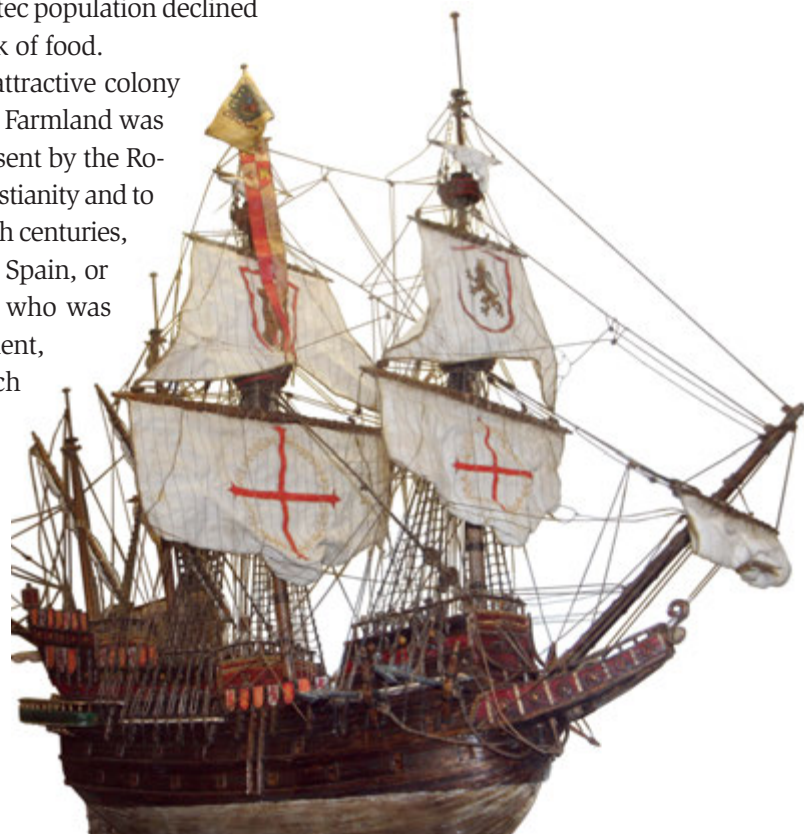 tec population declined
k of food.
attractive colony
Farmland was
sent by the Ro-
stianity and to
h centuries,
Spain, or
who was
ent,
ch